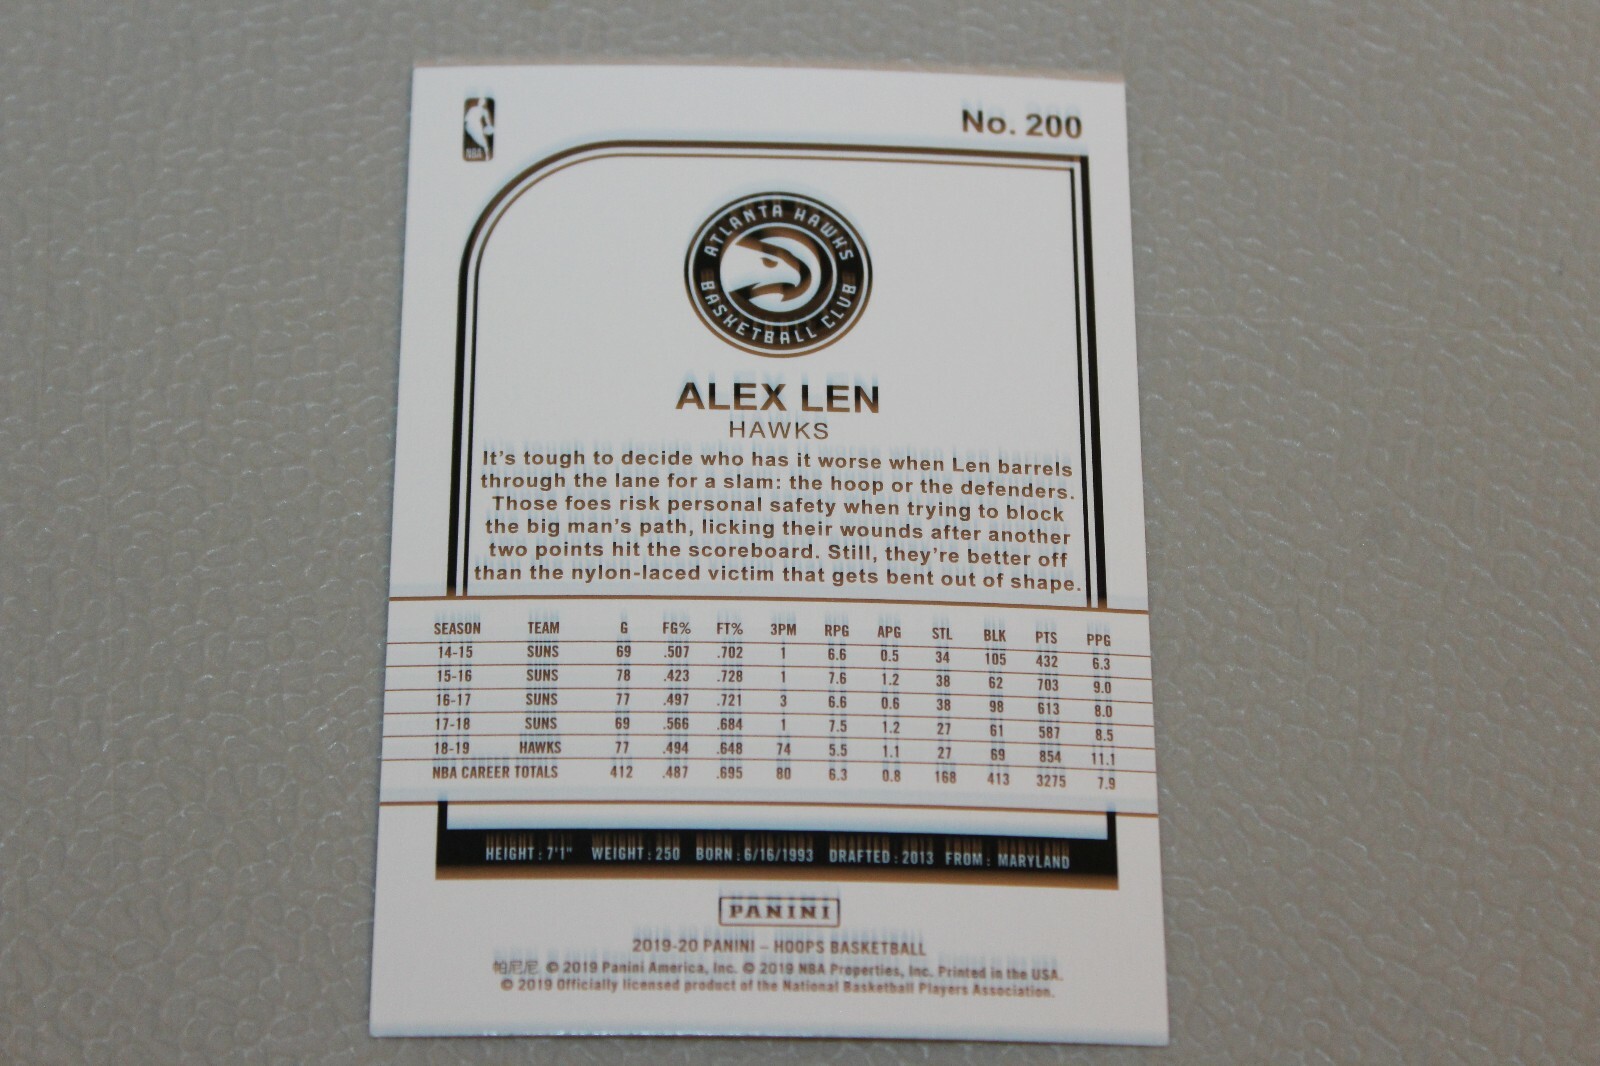 NBA
No. 200
ATLANTA HAWKS
BASKETBALL CLUB
ALEX LEN
HAWKS
It's tough to decide who has it worse when Len barrels
through the lane for a slam: the hoop or the defenders.
Those foes risk personal safety when trying to block
the big man's path, licking their wounds after another
two points hit the scoreboard. Still, they're better off
than the nylon-laced victim that gets bent out of shape.
SEASON TEAM G FG% FT% 3PM RPG APG STL BLK PTS PPG
14-15 SUNS 69 .507 .702 1 6.6 0.5 34 105 432 6.3
15-16 SUNS 78 .423 .728 1 7.6 1.2 38 62 703 9.0
16-17 SUNS 77 .497 .721 3 6.6 0.6 38 98 613 8.0
17-18 SUNS 69 .566 .684 1 7.5 1.2 27 61 587 8.5
18-19 HAWKS 77 .494 .648 74 5.5 1.1 27 69 854 11.1
NBA CAREER TOTALS 412 .487 .695 80 6.3 0.8 168 413 3275 7.9
HEIGHT: 7'1" WEIGHT: 250 BORN: 6/16/1993 DRAFTED: 2013 FROM: MARYLAND
PANINI
2019-20 PANINI – HOOPS BASKETBALL
帕尼尼 © 2019 Panini America, Inc. © 2019 NBA Properties, Inc. Printed in the USA.
© 2019 Officially licensed product of the National Basketball Players Association.